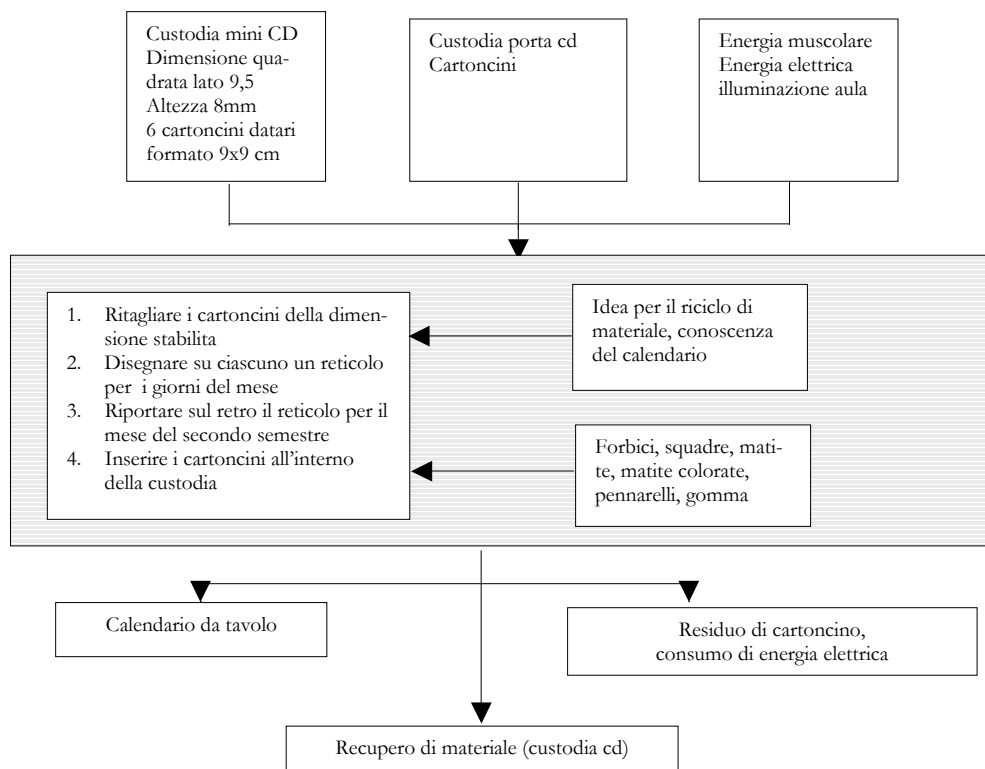 Custodia mini CD
Dimensione qua-
drata lato 9,5
Altezza 8mm
6 cartoncini datari
formato 9x9 cm
Custodia porta cd
Cartoncini
Energia muscolare
Energia elettrica
illuminazione aula
1. Ritagliare i cartoncini della dimen-
sione stabilita
2. Disegnare su ciascuno un reticolo
per i giorni del mese
3. Riportare sul retro il reticolo per il
mese del secondo semestre
4. Inserire i cartoncini all'interno
della custodia
Idea per il riciclo di
materiale, conoscenza
del calendario
Forbici, squadre, mati-
te, matite colorate,
pennarelli, gomma
Calendario da tavolo
Residuo di cartoncino,
consumo di energia elettrica
Recupero di materiale (custodia cd)